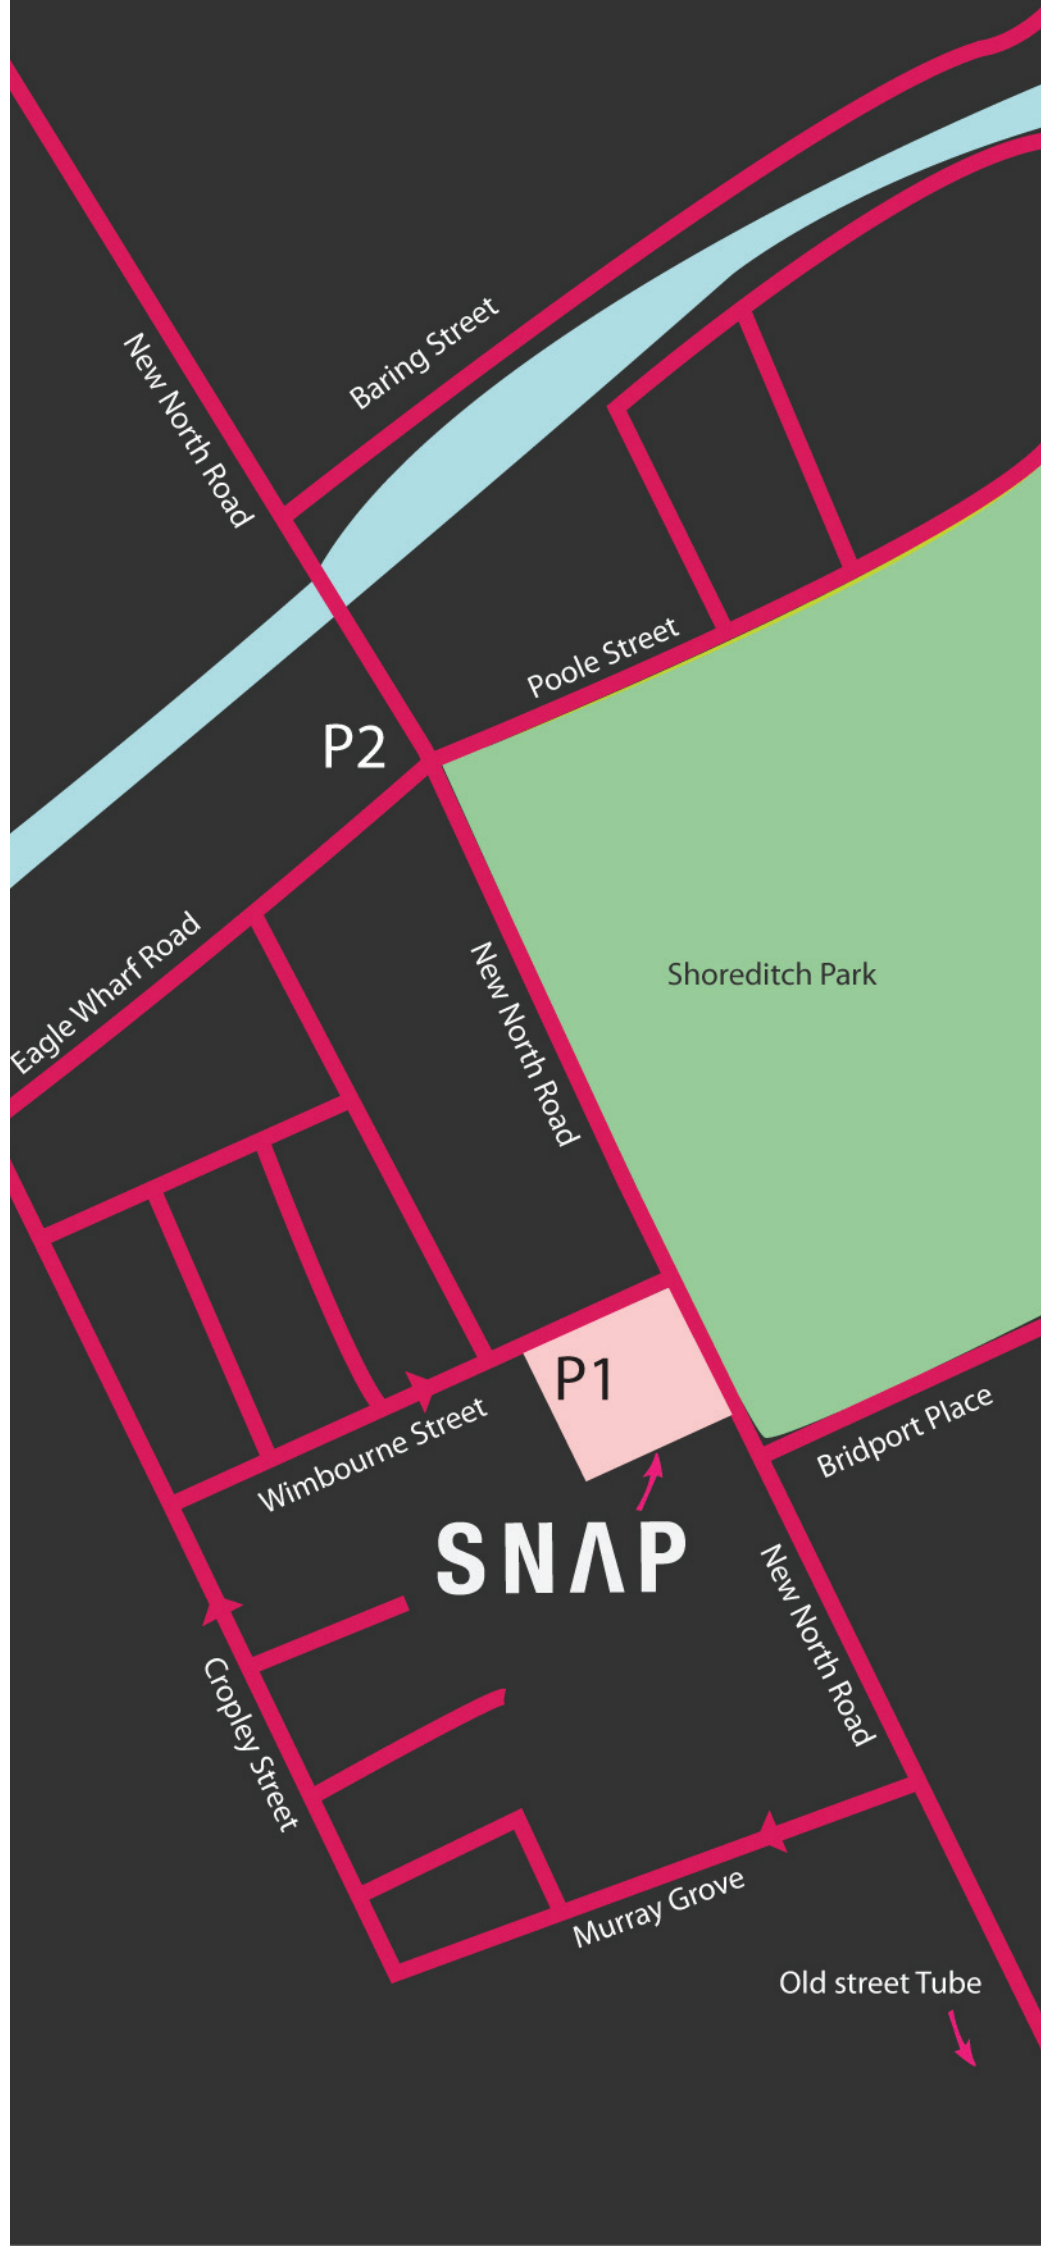 Baring Street
New North Road
Poole Street
P2
Eagle Wharf Road
New North Road
Shoreditch Park
P1
Wimbourne Street
Bridport Place
SNAP
New North Road
Cropley Street
Murray Grove
Old street Tube